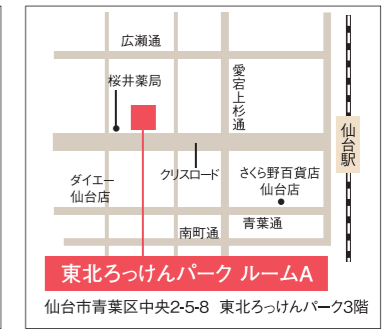 広瀬通
愛宕上杉通
桜井薬局
仙台駅
クリスロード
さくら野百貨店
仙台店
ダイエー
仙台店
青葉通
南町通
東北ろっけんパーク ルームA
仙台市青葉区中央2-5-8 東北ろっけんパーク3階